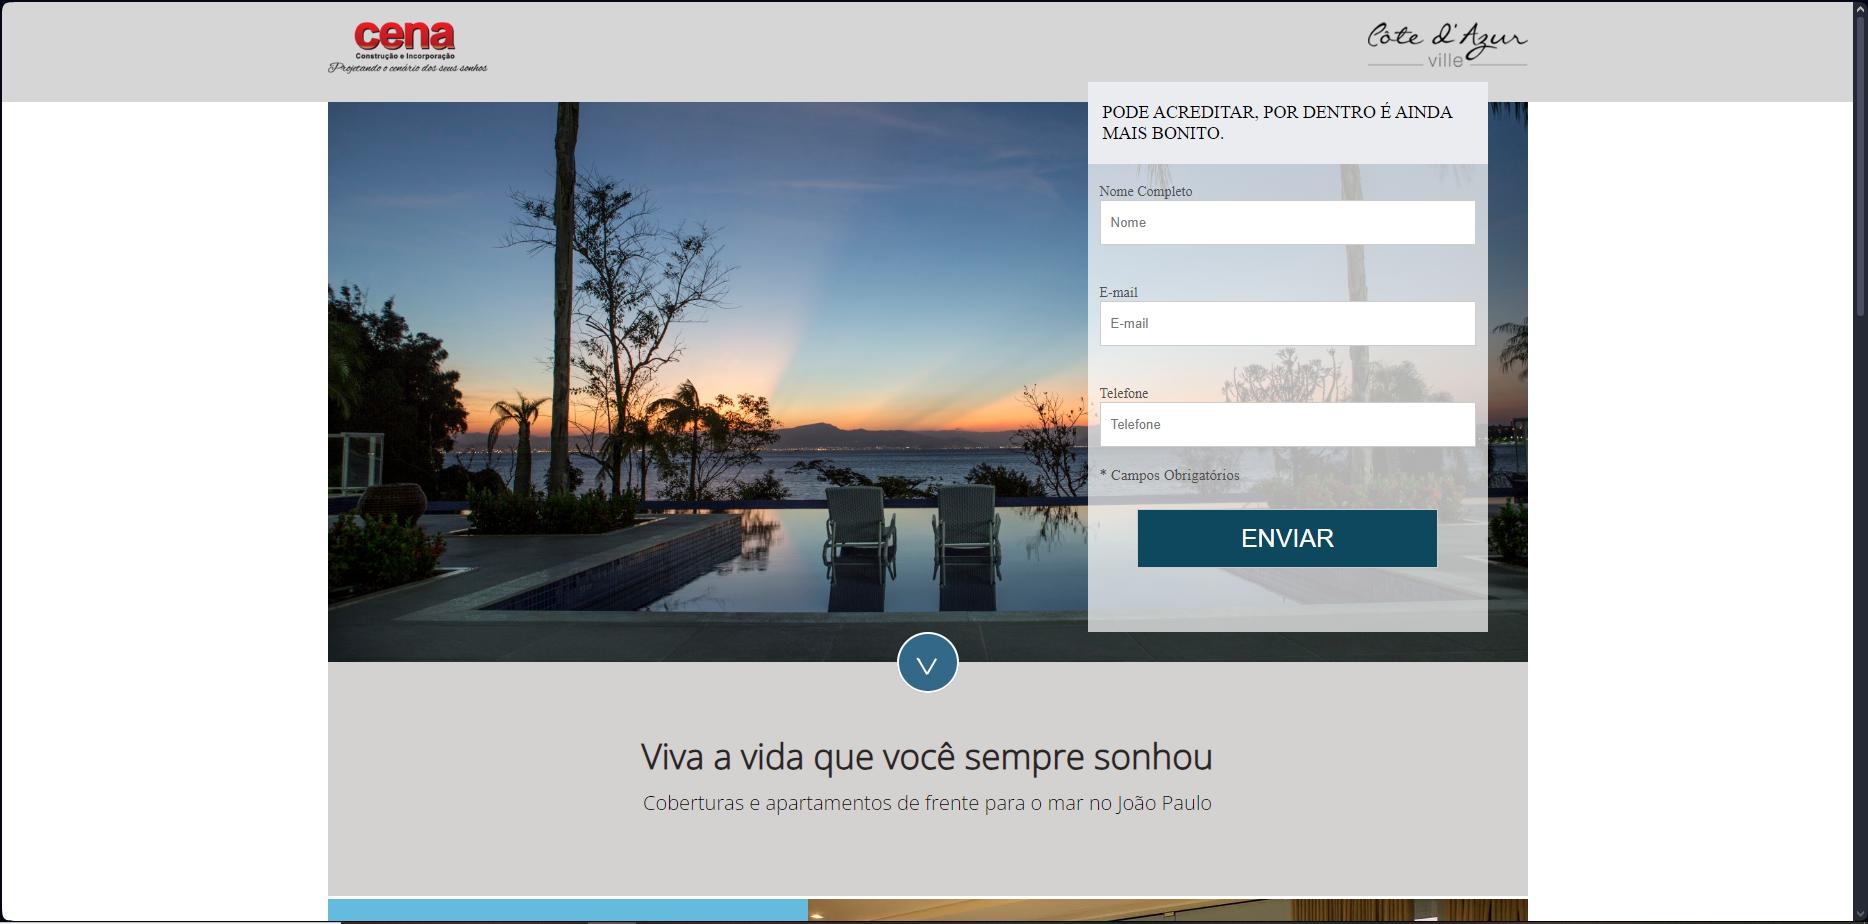 cena
Construção e Incorporação
Projetando o cenário dos seus sonhos
Côte d'Azur
ville
PODE ACREDITAR, POR DENTRO É AINDA
MAIS BONITO.
Nome Completo
Nome
E-mail
E-mail
Telefone
Telefone
* Campos Obrigatórios
ENVIAR
Viva a vida que você sempre sonhou
Coberturas e apartamentos de frente para o mar no João Paulo